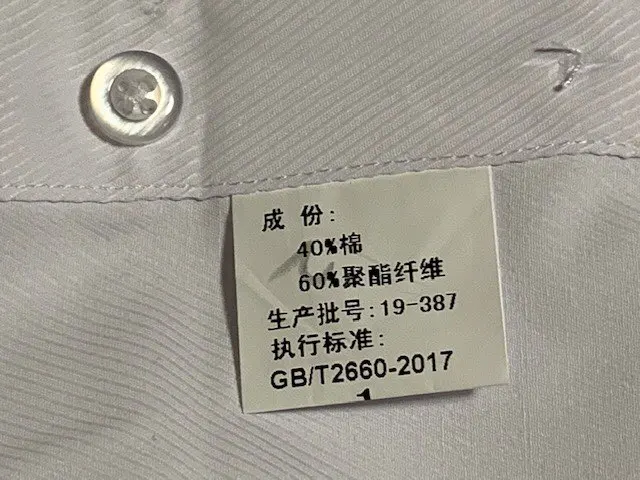 成 份:
40%棉
60%聚酯纤维
生产批号:19-387
执行标准:
GB/T2660-2017